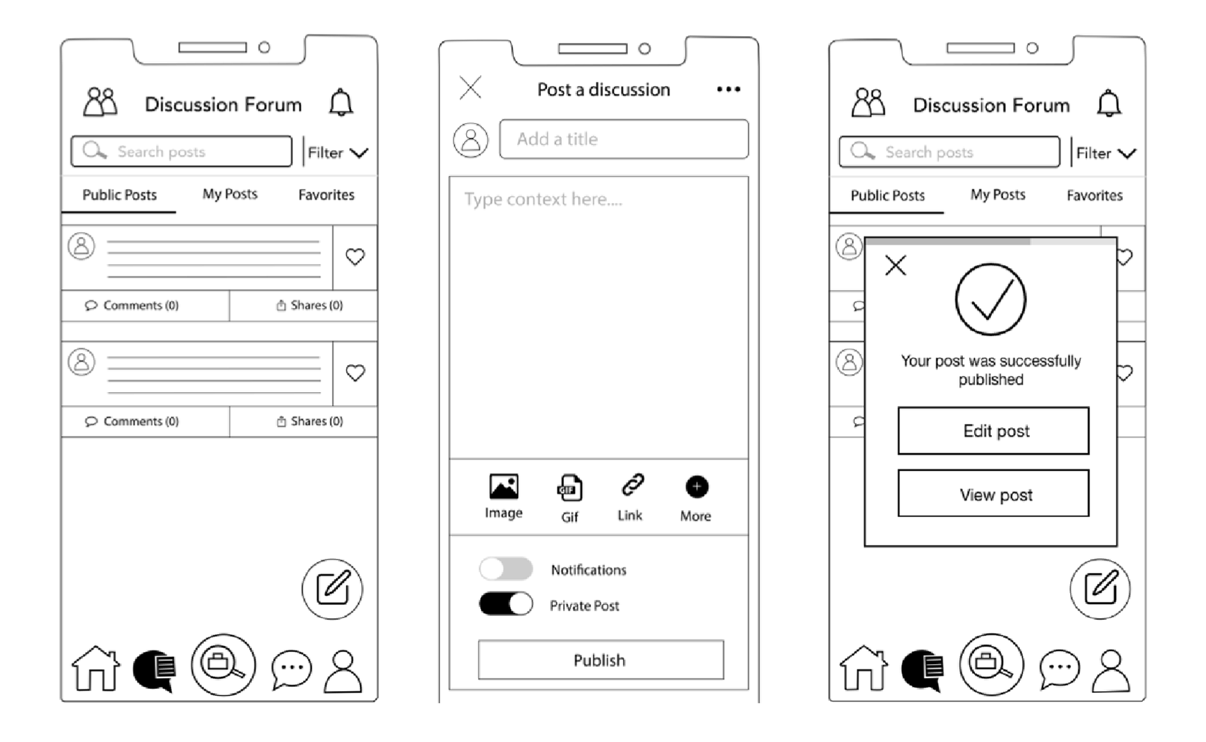 Discussion Forum
Search posts
Filter
Public Posts My Posts Favorites
Comments (0) Shares (0)
Comments (0) Shares (0)
Post a discussion
Add a title
Type context here....
GIF
Image Gif Link More
Notifications
Private Post
Publish
Discussion Forum
Search posts
Filter
Public Posts My Posts Favorites
Your post was successfully
published
Edit post
View post